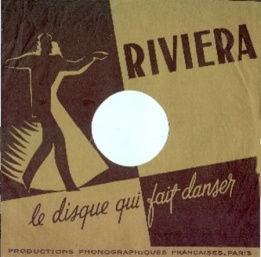 RIVIERA
le disque qui fait danser
PRODUCTIONS PHONOGRAPHIQUES FRANÇAISES, PARIS